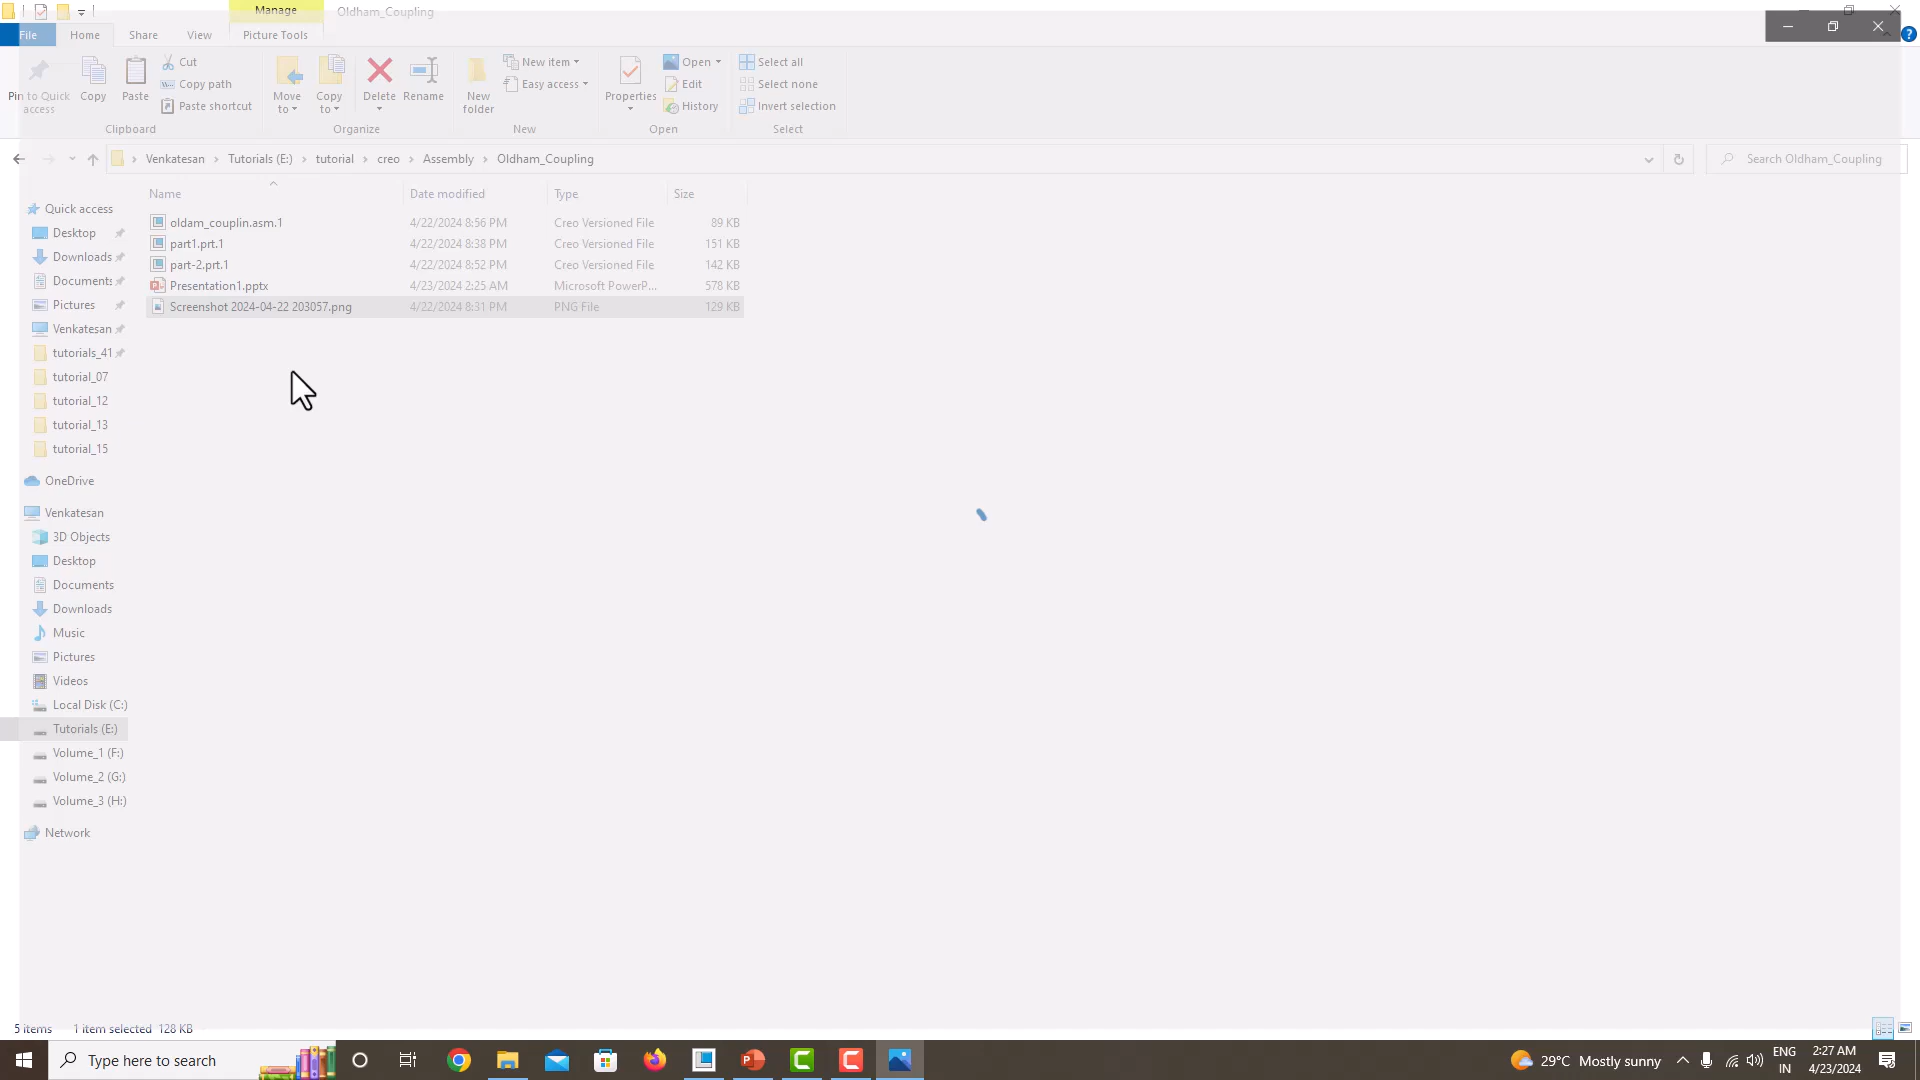 Manage
Oldham_Coupling
File
Home
Share
View
Picture Tools
Pin to Quick access
Copy
Paste
Cut
Copy path
Paste shortcut
Clipboard
Move to
Copy to
Delete
Rename
Organize
New folder
New item
Easy access
New
Properties
Open
Edit
History
Open
Select all
Select none
Invert selection
Select
Venkatesan
Tutorials (E:)
tutorial
creo
Assembly
Oldham_Coupling
Search Oldham_Coupling
Name Date modified Type Size
oldam_couplin.asm.1 4/22/2024 8:56 PM Creo Versioned File 89 KB
part1.prt.1 4/22/2024 8:38 PM Creo Versioned File 151 KB
part-2.prt.1 4/22/2024 8:52 PM Creo Versioned File 142 KB
Presentation1.pptx 4/23/2024 2:25 AM Microsoft PowerP... 578 KB
Screenshot 2024-04-22 203057.png 4/22/2024 8:31 PM PNG File 129 KB
Quick access
Desktop
Downloads
Documents
Pictures
Venkatesan
tutorials_41
tutorial_07
tutorial_12
tutorial_13
tutorial_15
OneDrive
Venkatesan
3D Objects
Desktop
Documents
Downloads
Music
Pictures
Videos
Local Disk (C:)
Tutorials (E:)
Volume_1 (F:)
Volume_2 (G:)
Volume_3 (H:)
Network
5 items 1 item selected 128 KB
Type here to search
29°C Mostly sunny
ENG
IN
2:27 AM
4/23/2024